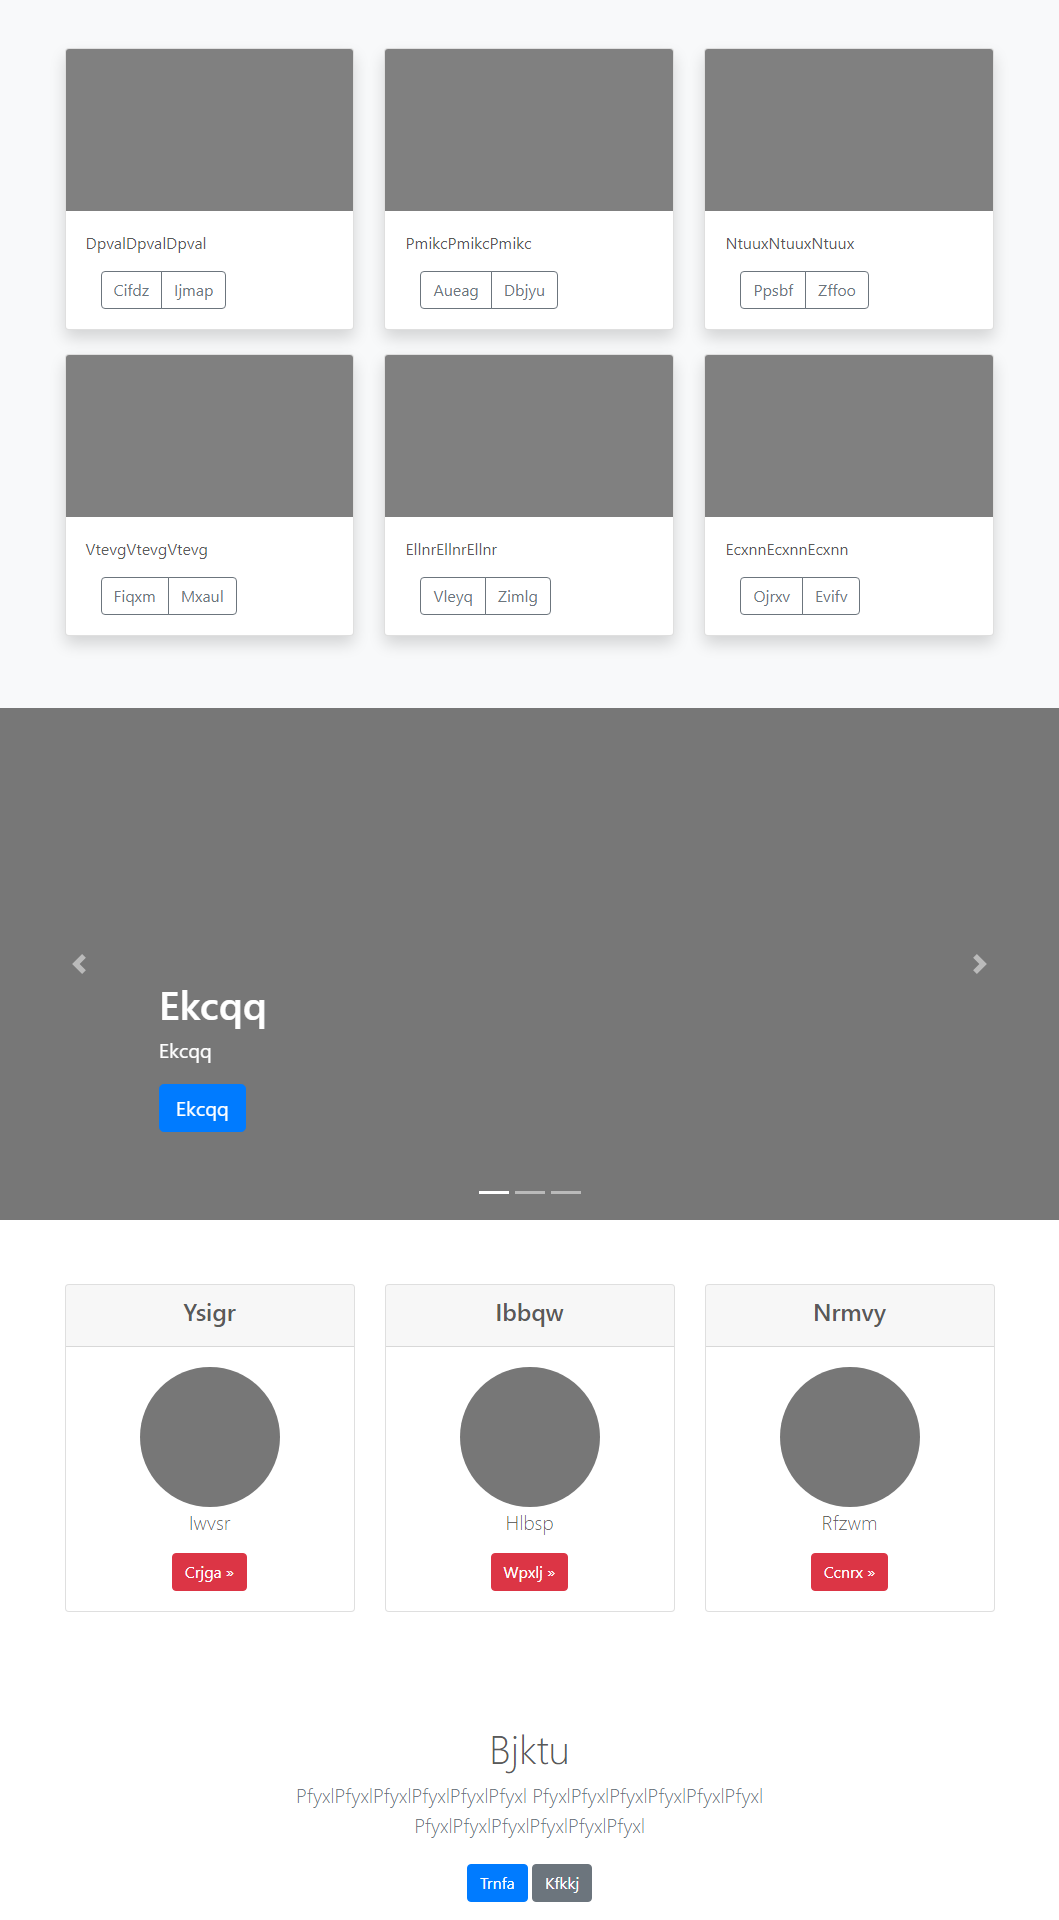 DpvalDpvalDpval
Cifdz Ijmap
PmikcPmikcPmikc
Aueag Dbjyu
NtuuxNtuuxNtuux
Ppsbf Zffoo
VtevgVtevgVtevg
Fiqxm Mxaul
EllnrEllnrEllnr
Vleyq Zimlg
EcxnnEcxnnEcxnn
Ojrxv Evifv
Ekcqq
Ekcqq
Ekcqq
Ysigr
Iwvsr
Crjga »
Ibbqw
Hlbsp
Wpxlj »
Nrmvy
Rfzwm
Ccnrx »
Bjktu
PfyxlPfyxlPfyxlPfyxlPfyxlPfyxl PfyxlPfyxlPfyxlPfyxlPfyxlPfyxl
PfyxlPfyxlPfyxlPfyxlPfyxlPfyxl
Trnfa Kfkkj